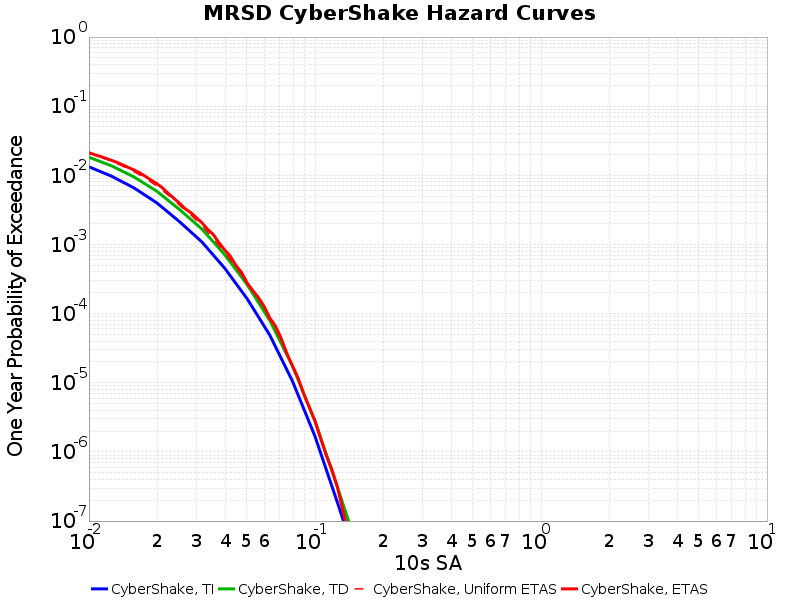 MRSD CyberShake Hazard Curves
One Year Probability of Exceedance
10^0
10^-1
10^-2
10^-3
10^-4
10^-5
10^-6
10^-7
10^-2 2 3 4 5 6 10^-1 2 3 4 5 6 7 10^0 2 3 4 5 6 7 10^1
10s SA
CyberShake, TI CyberShake, TD CyberShake, Uniform ETAS CyberShake, ETAS